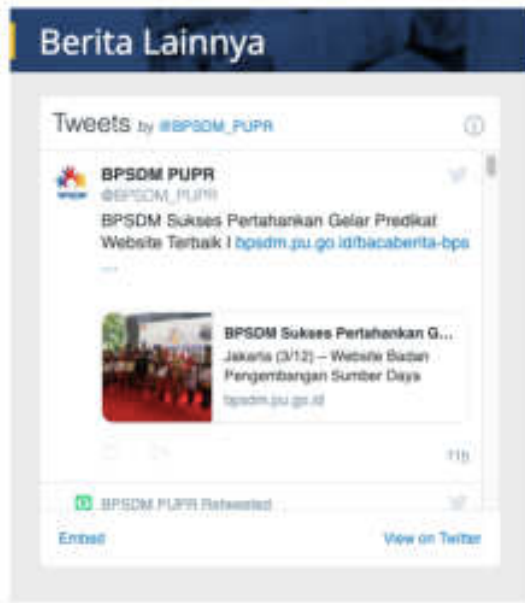 Berita Lainnya
Tweets by @BPSDM_PUPR
BPSDM PUPR
@BPSDM_PUPR
BPSDM Sukses Pertahankan Gelar Predikat
Website Terbaik I bpsdm.pu.go.id/bacaberita-bps
...
BPSDM Sukses Pertahankan G...
Jakarta (3/12) – Website Badan
Pengembangan Sumber Daya
bpsdm.pu.go.id
11h
BPSDM PUPR Retweeted
Embed
View on Twitter